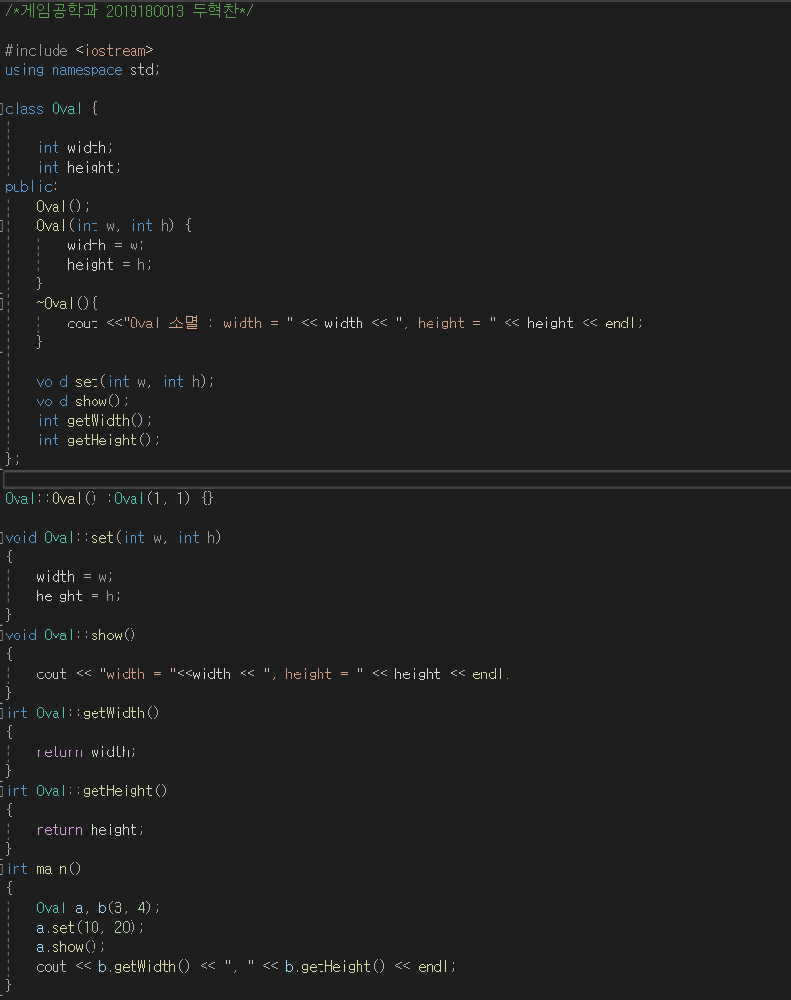 /*게임공학과 2019180013 두혁찬*/
#include <iostream>
using namespace std;
class Oval {
int width;
int height;
public:
Oval();
Oval(int w, int h) {
width = w;
height = h;
}
~Oval(){
cout <<"Oval 소멸 : width = " << width << ", height = " << height << endl;
}
void set(int w, int h);
void show();
int getWidth();
int getHeight();
};
Oval::Oval() :Oval(1, 1) {}
void Oval::set(int w, int h)
{
width = w;
height = h;
}
void Oval::show()
{
cout << "width = "<<width << ", height = " << height << endl;
}
int Oval::getWidth()
{
return width;
}
int Oval::getHeight()
{
return height;
}
int main()
{
Oval a, b(3, 4);
a.set(10, 20);
a.show();
cout << b.getWidth() << ", " << b.getHeight() << endl;
}